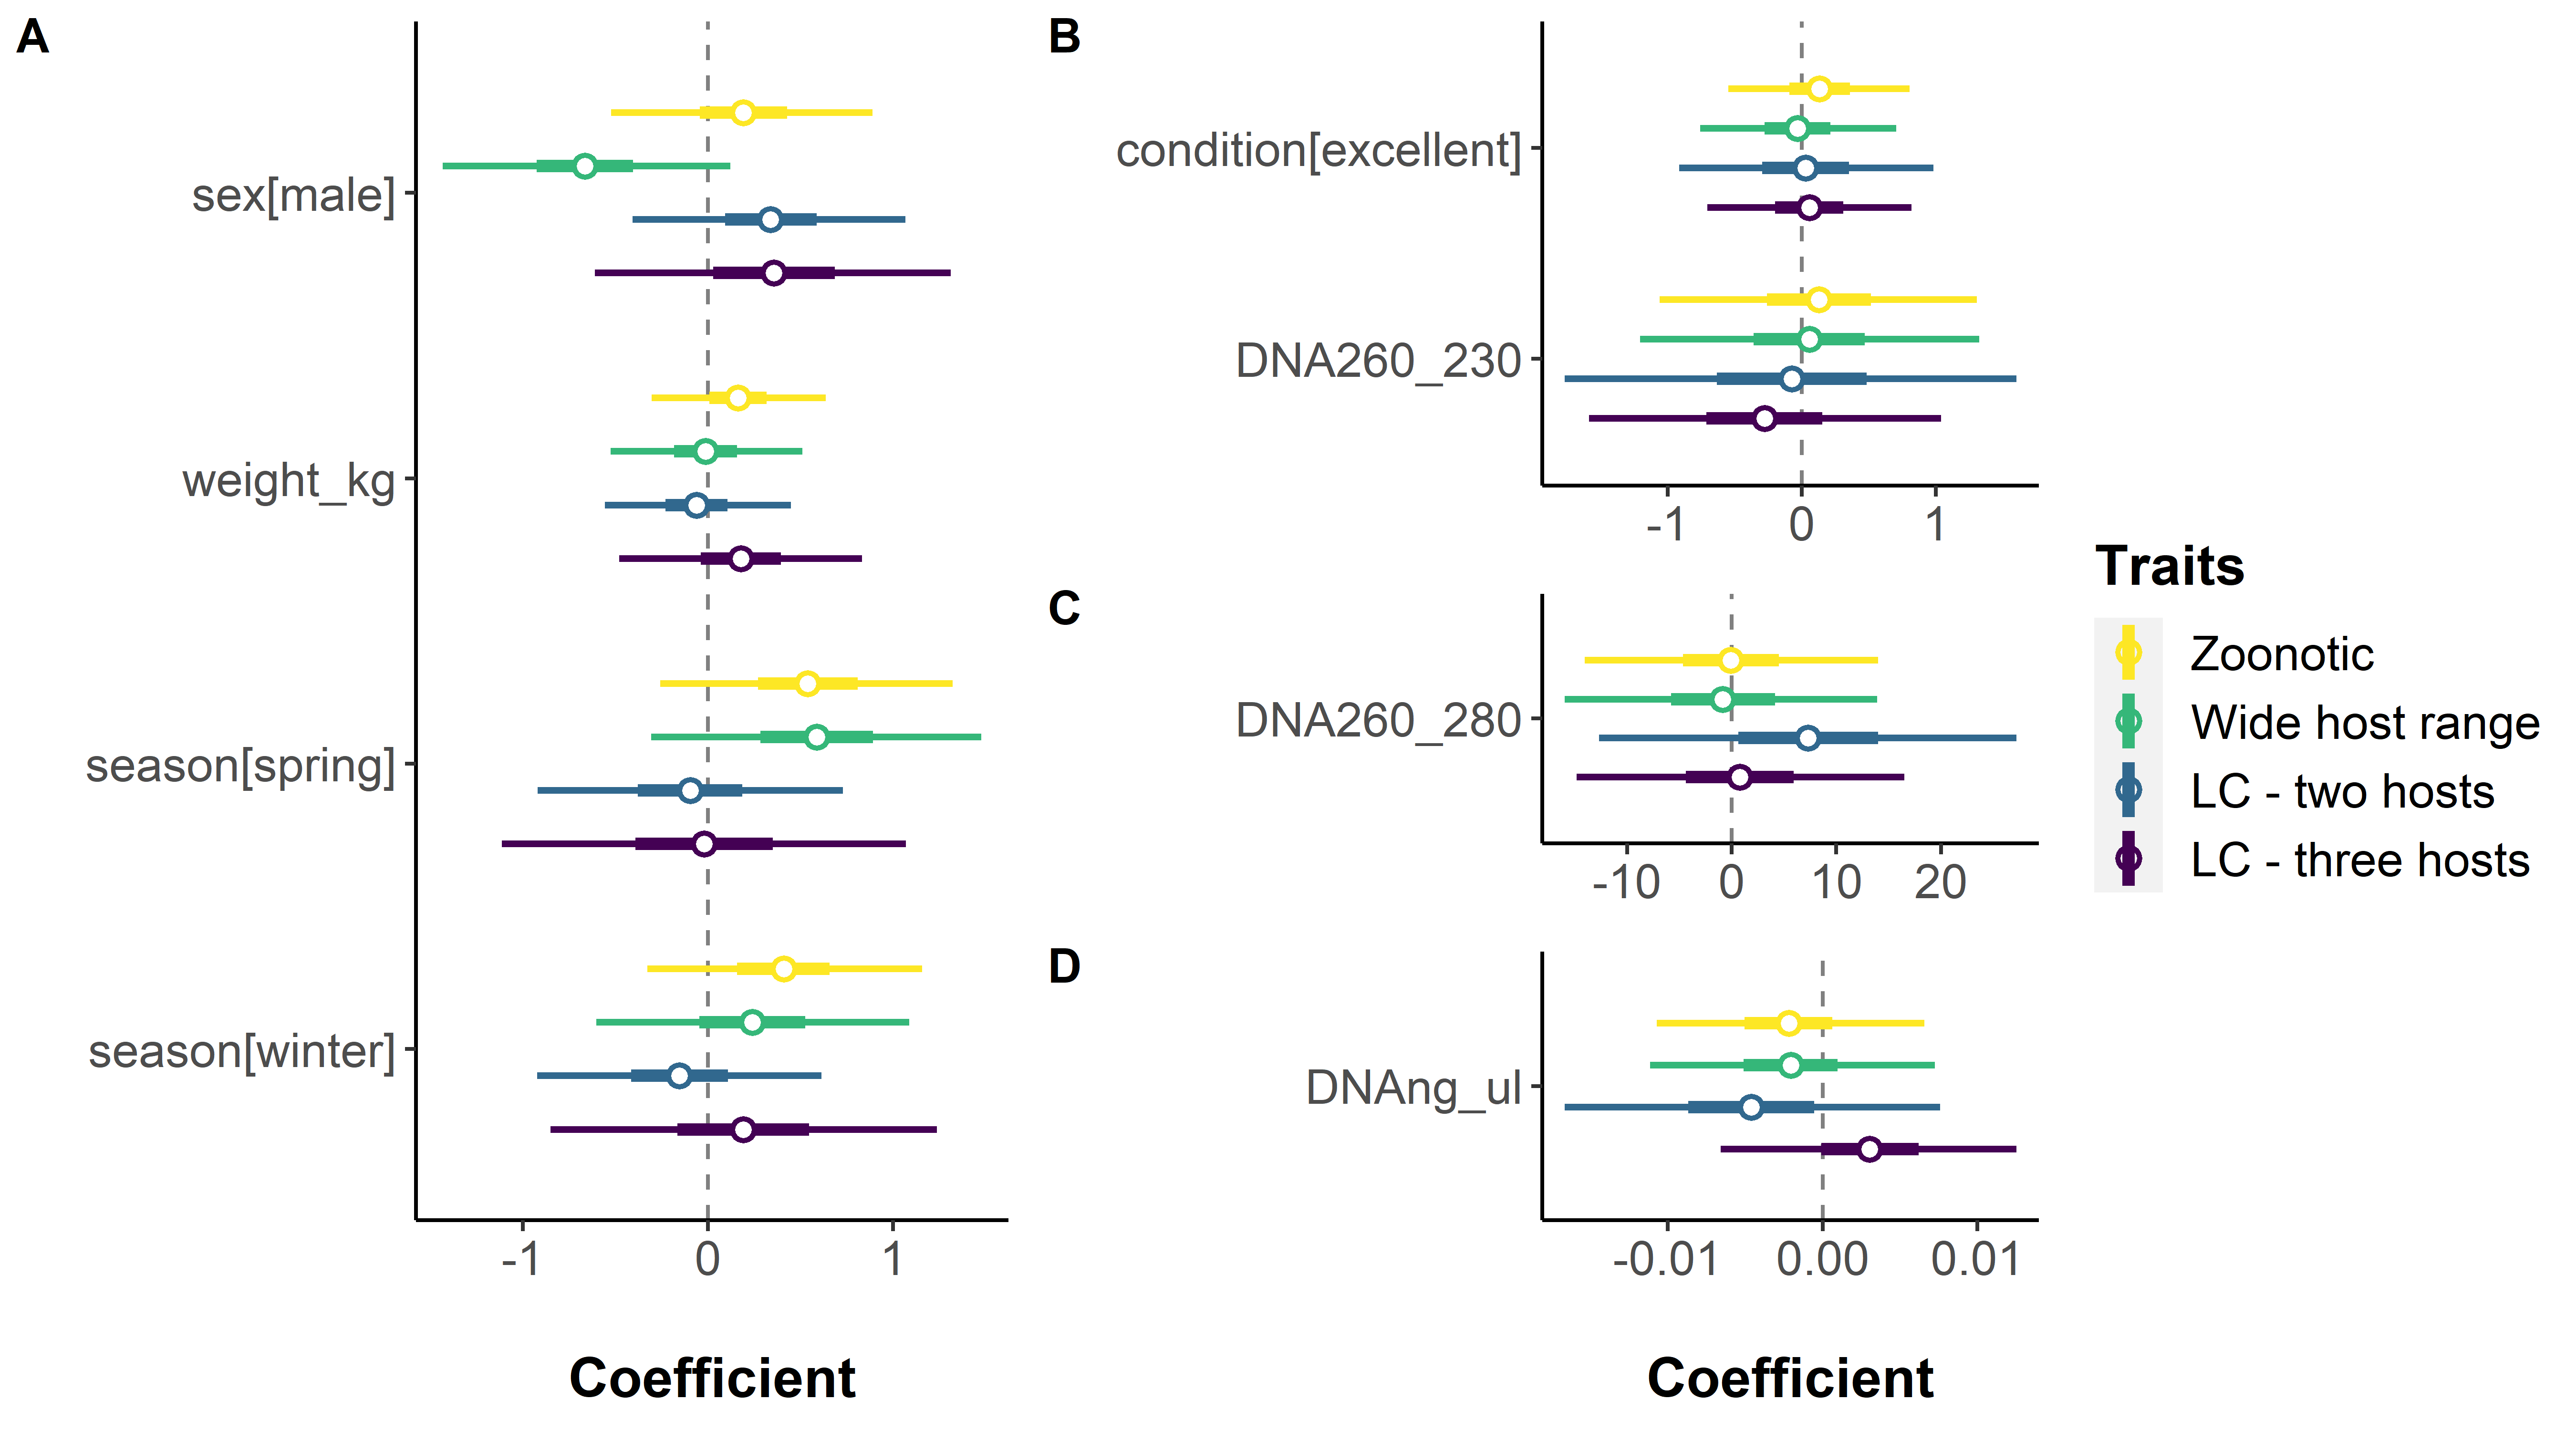 A
sex[male]
weight_kg
season[spring]
season[winter]
-1 0 1
Coefficient
B
condition[excellent]
DNA260_230
-1 0 1
C
DNA260_280
-10 0 10 20
D
DNAng_ul
-0.01 0.00 0.01
Coefficient
Traits
Zoonotic
Wide host range
LC - two hosts
LC - three hosts